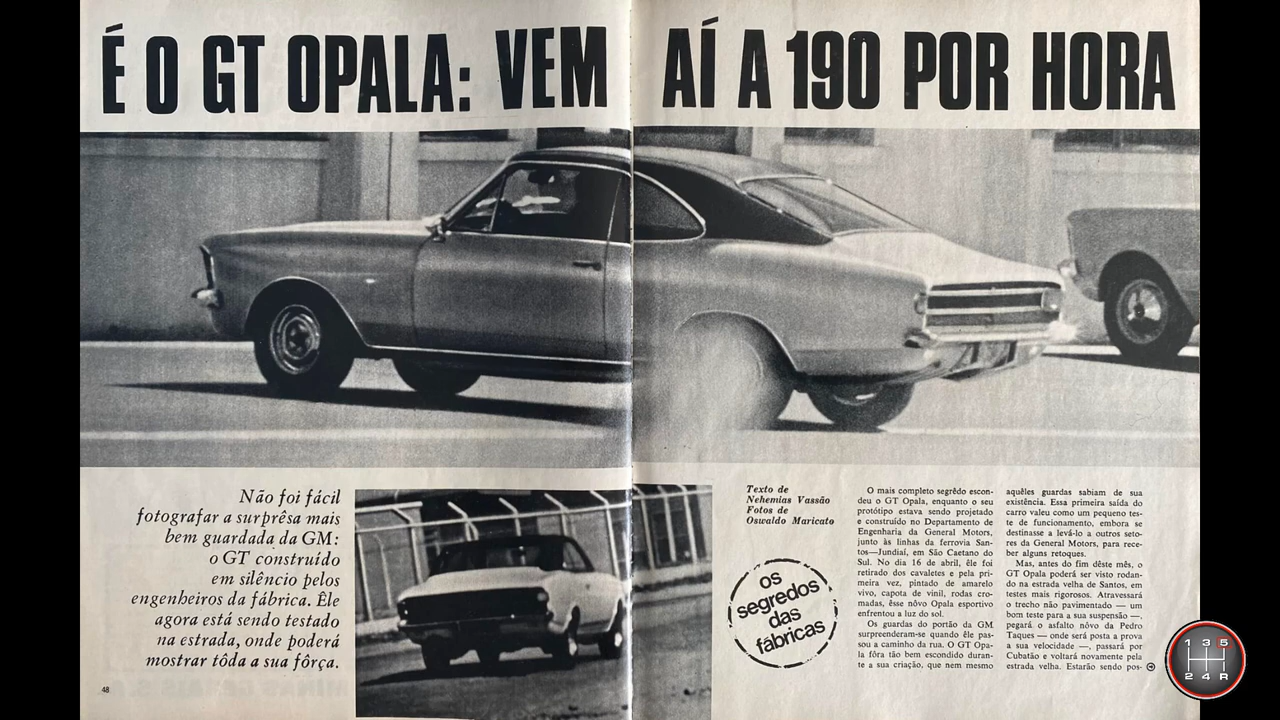 É O GT OPALA: VEM AÍ A 190 POR HORA
Não foi fácil
fotografar a surprêsa mais
bem guardada da GM:
o GT construído
em silêncio pelos
engenheiros da fábrica. Êle
agora está sendo testado
na estrada, onde poderá
mostrar tôda a sua fôrça.
48
Texto de
Nehemias Vassão
Fotos de
Oswaldo Maricato
os
segredos
das
fábricas
O mais completo segrêdo escon-
deu o GT Opala, enquanto o seu
protótipo estava sendo projetado
e construído no Departamento de
Engenharia da General Motors,
junto às linhas da ferrovia San-
tos—Jundiaí, em São Caetano do
Sul. No dia 16 de abril, êle foi
retirado dos cavaletes e pela pri-
meira vez, pintado de amarelo
vivo, capota de vinil, rodas cro-
madas, êsse nôvo Opala esportivo
enfrentou a luz do sol.
Os guardas do portão da GM
surpreenderam-se quando êle pas-
sou a caminho da rua. O GT Opa-
la fôra tão bem escondido duran-
te a sua criação, que nem mesmo
aquêles guardas sabiam de sua
existência. Essa primeira saída do
carro valeu como um pequeno tes-
te de funcionamento, embora se
destinasse a levá-lo a outros seto-
res da General Motors, para rece-
ber alguns retoques.
Mas, antes do fim dêste mês, o
GT Opala poderá ser visto rodan-
do na estrada velha de Santos, em
testes mais rigorosos. Atravessará
o trecho não pavimentado — um
bom teste para a sua suspensão —,
pegará o asfalto nôvo da Pedro
Taques — onde será posta a prova
a sua velocidade —, passará por
Cubatão e voltará novamente pela
estrada velha. Estarão sendo pos-
1 3 5
2 4 R